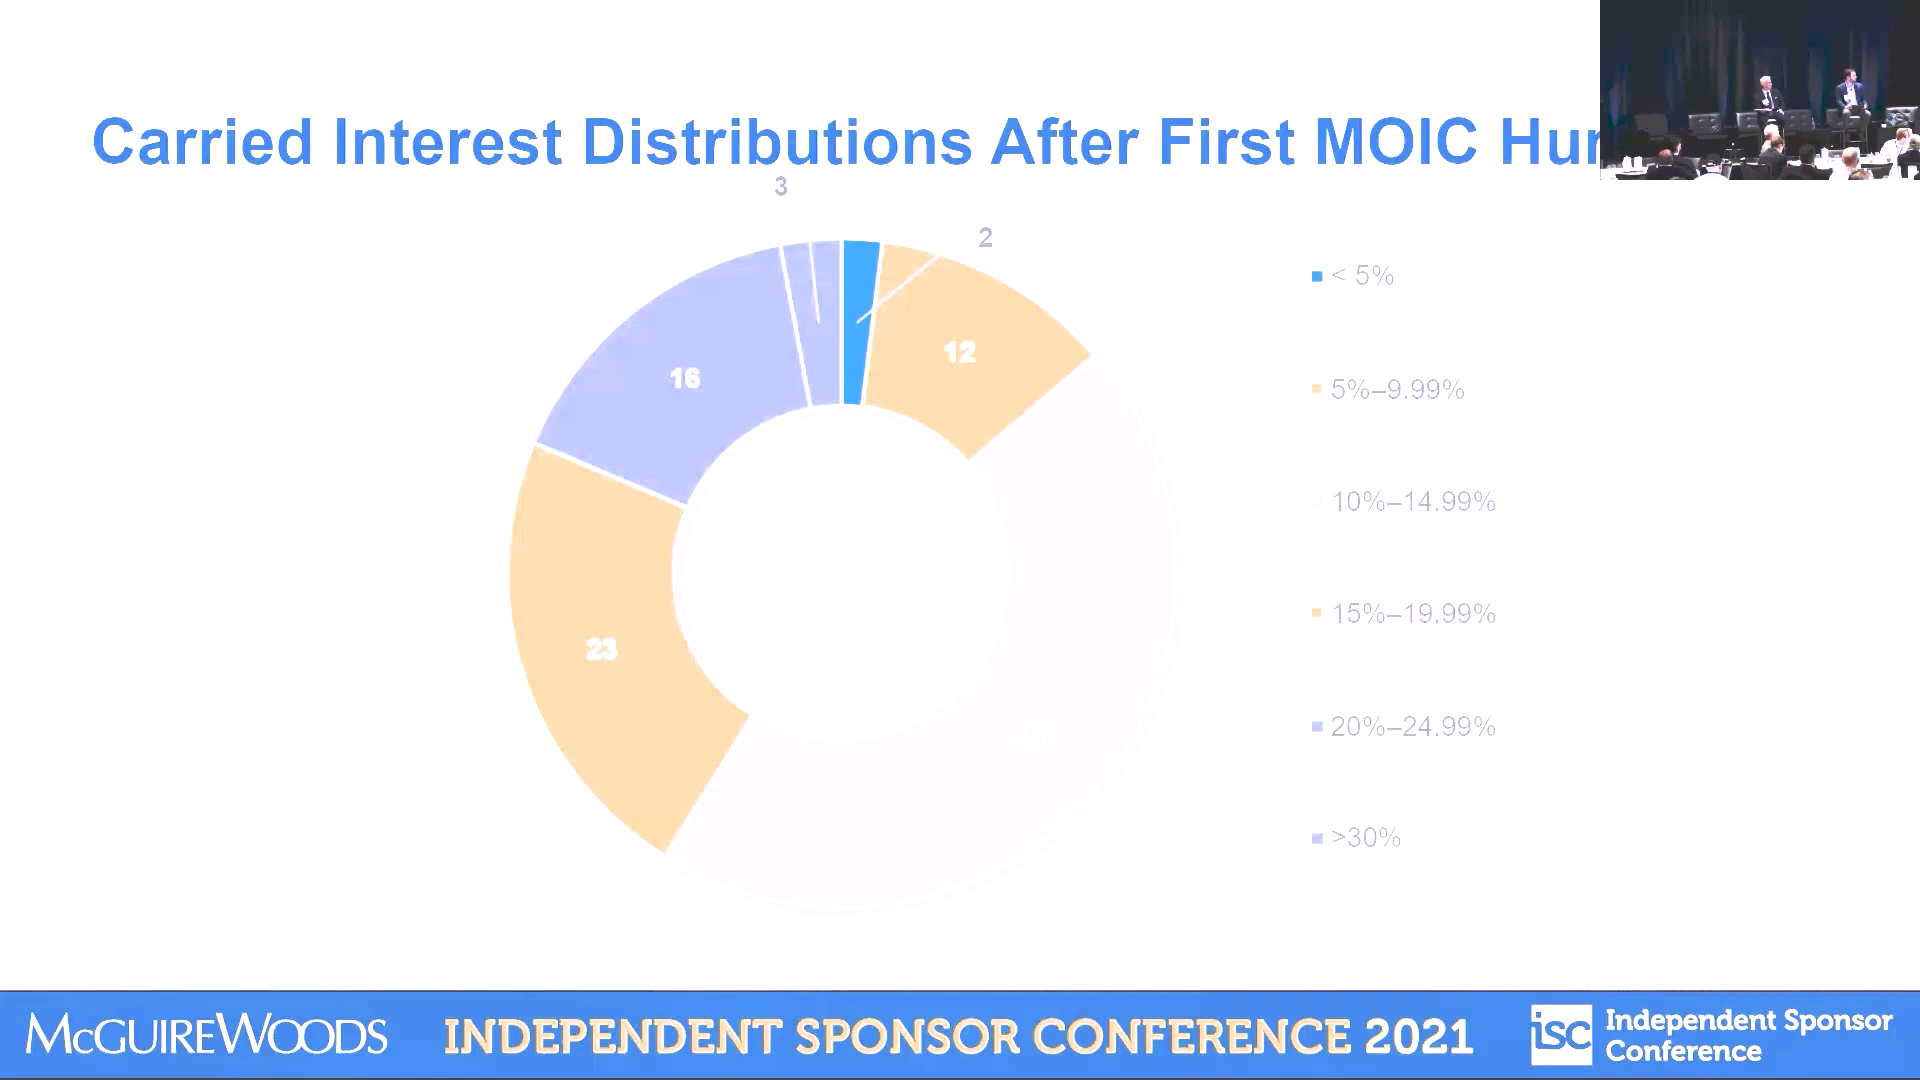 Carried Interest Distributions After First MOIC Hur
3
2
12
16
23
< 5%
5%–9.99%
10%–14.99%
15%–19.99%
20%–24.99%
>30%
McGUIREWOODS
INDEPENDENT SPONSOR CONFERENCE 2021
isc
Independent Sponsor
Conference